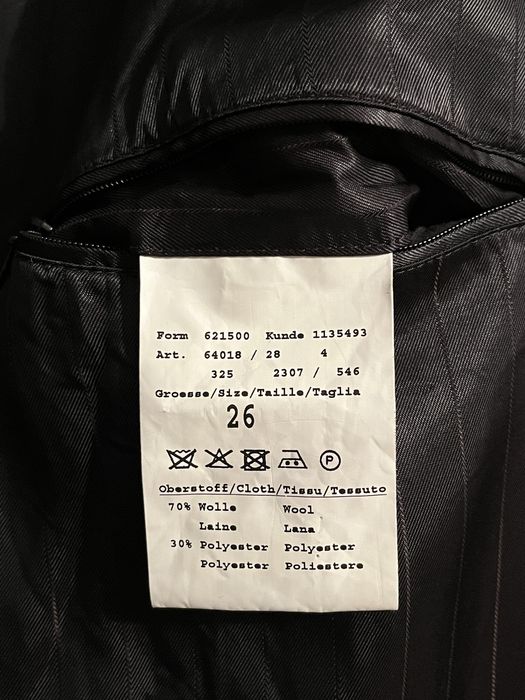 Form 621500 Kunde 1135493
Art. 64018 / 28 4
325 2307 / 546
Groesse/Size/Taille/Taglia
26
P
Oberstoff/Cloth/Tissu/Tessuto
70% Wolle Wool
Laine Lana
30% Polyester Polyester
Polyester Poliestere